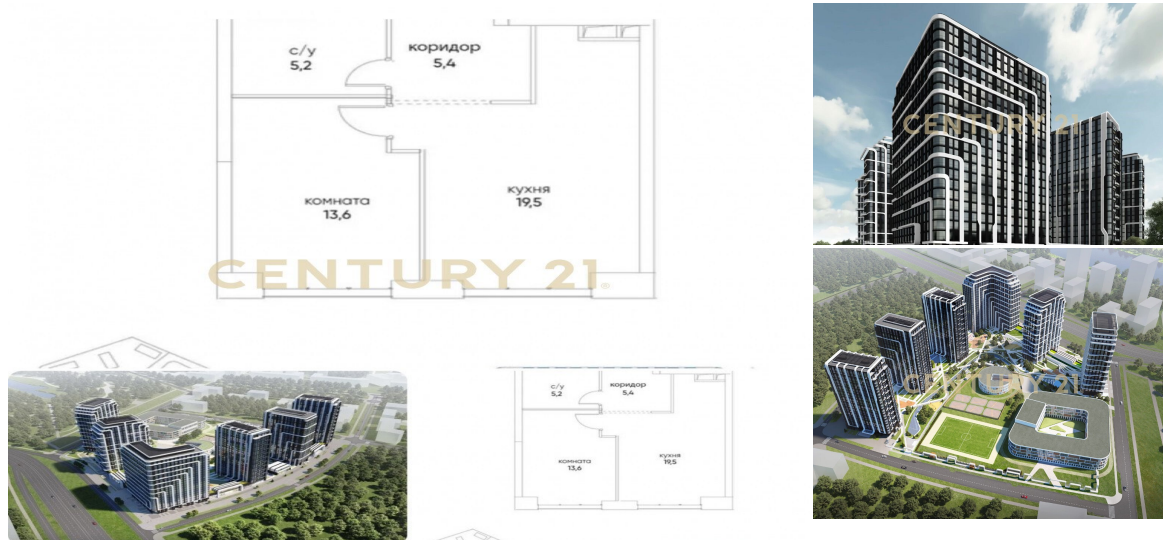 с/у
5,2
коридор
5,4
комната
13,6
кухня
19,5
CENTURY 21
CENTURY 21
CENTURY 21
с/у
5,2
коридор
5,4
комната
13,6
кухня
19,5